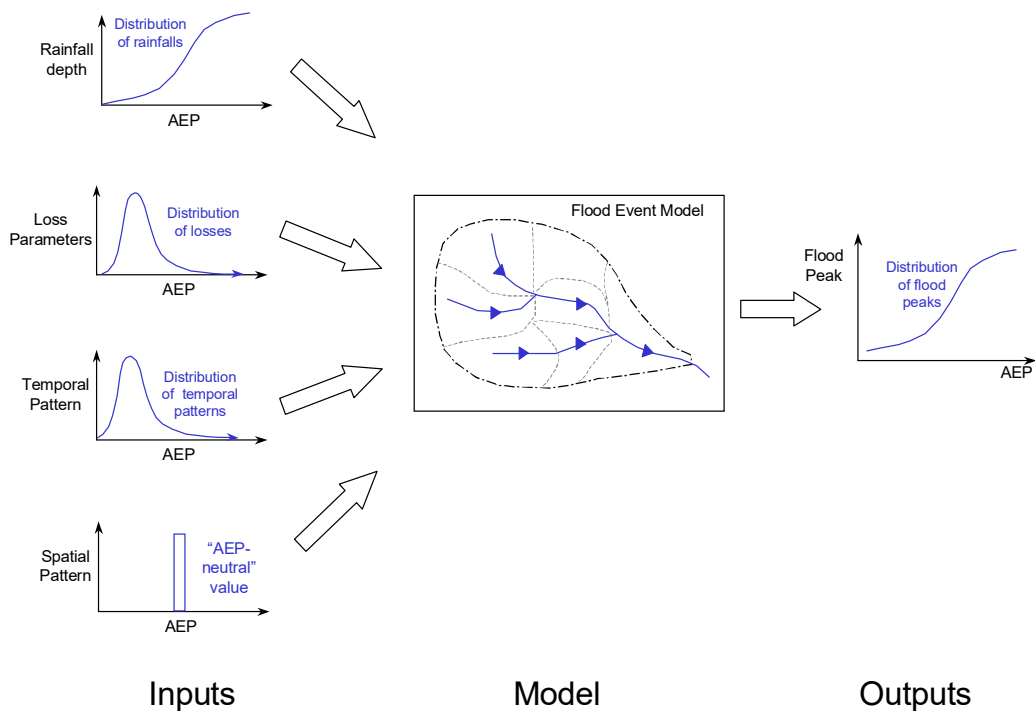 Distribution
of rainfalls
Rainfall
depth
AEP
Loss
Parameters
Distribution
of losses
AEP
Temporal
Pattern
Distribution
of temporal
patterns
AEP
Spatial
Pattern
“AEP-
neutral”
value
AEP
Flood Event Model
Flood
Peak
Distribution
of flood
peaks
AEP
Inputs
Model
Outputs